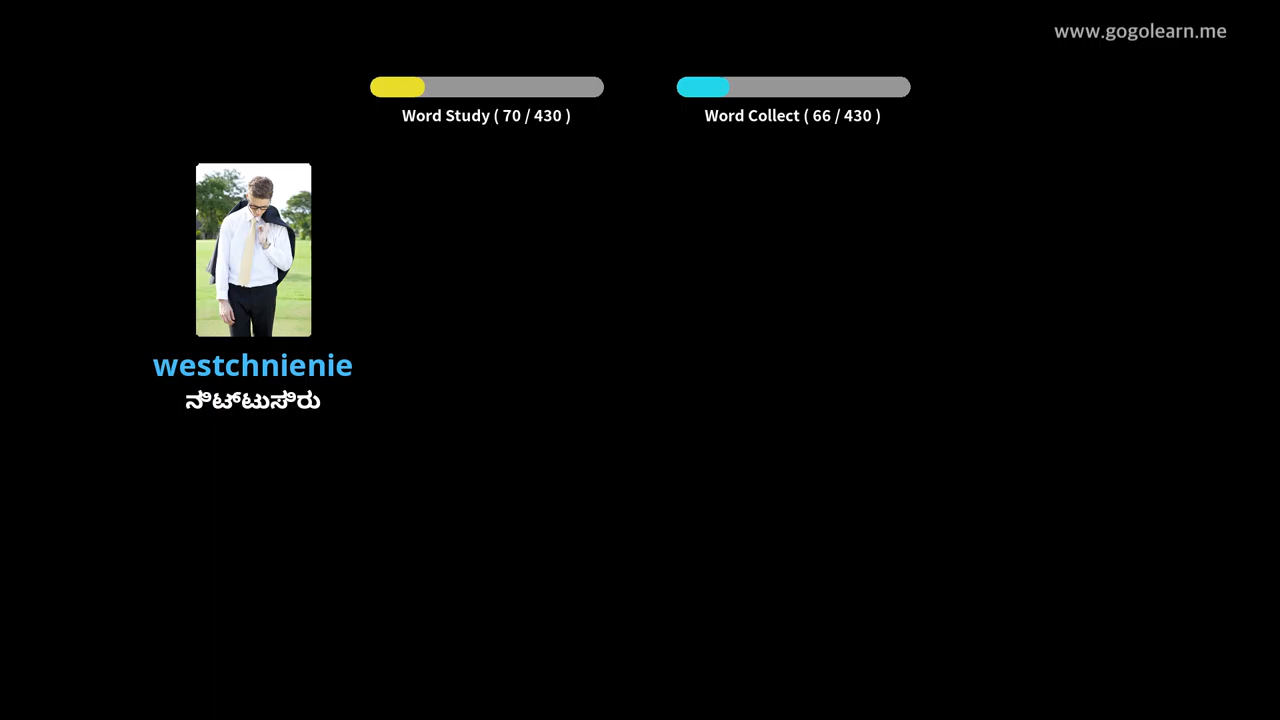 www.gogolearn.me
Word Study ( 70 / 430 )
Word Collect ( 66 / 430 )
westchnienie
ನಿಟ್ಟುಸಿರು